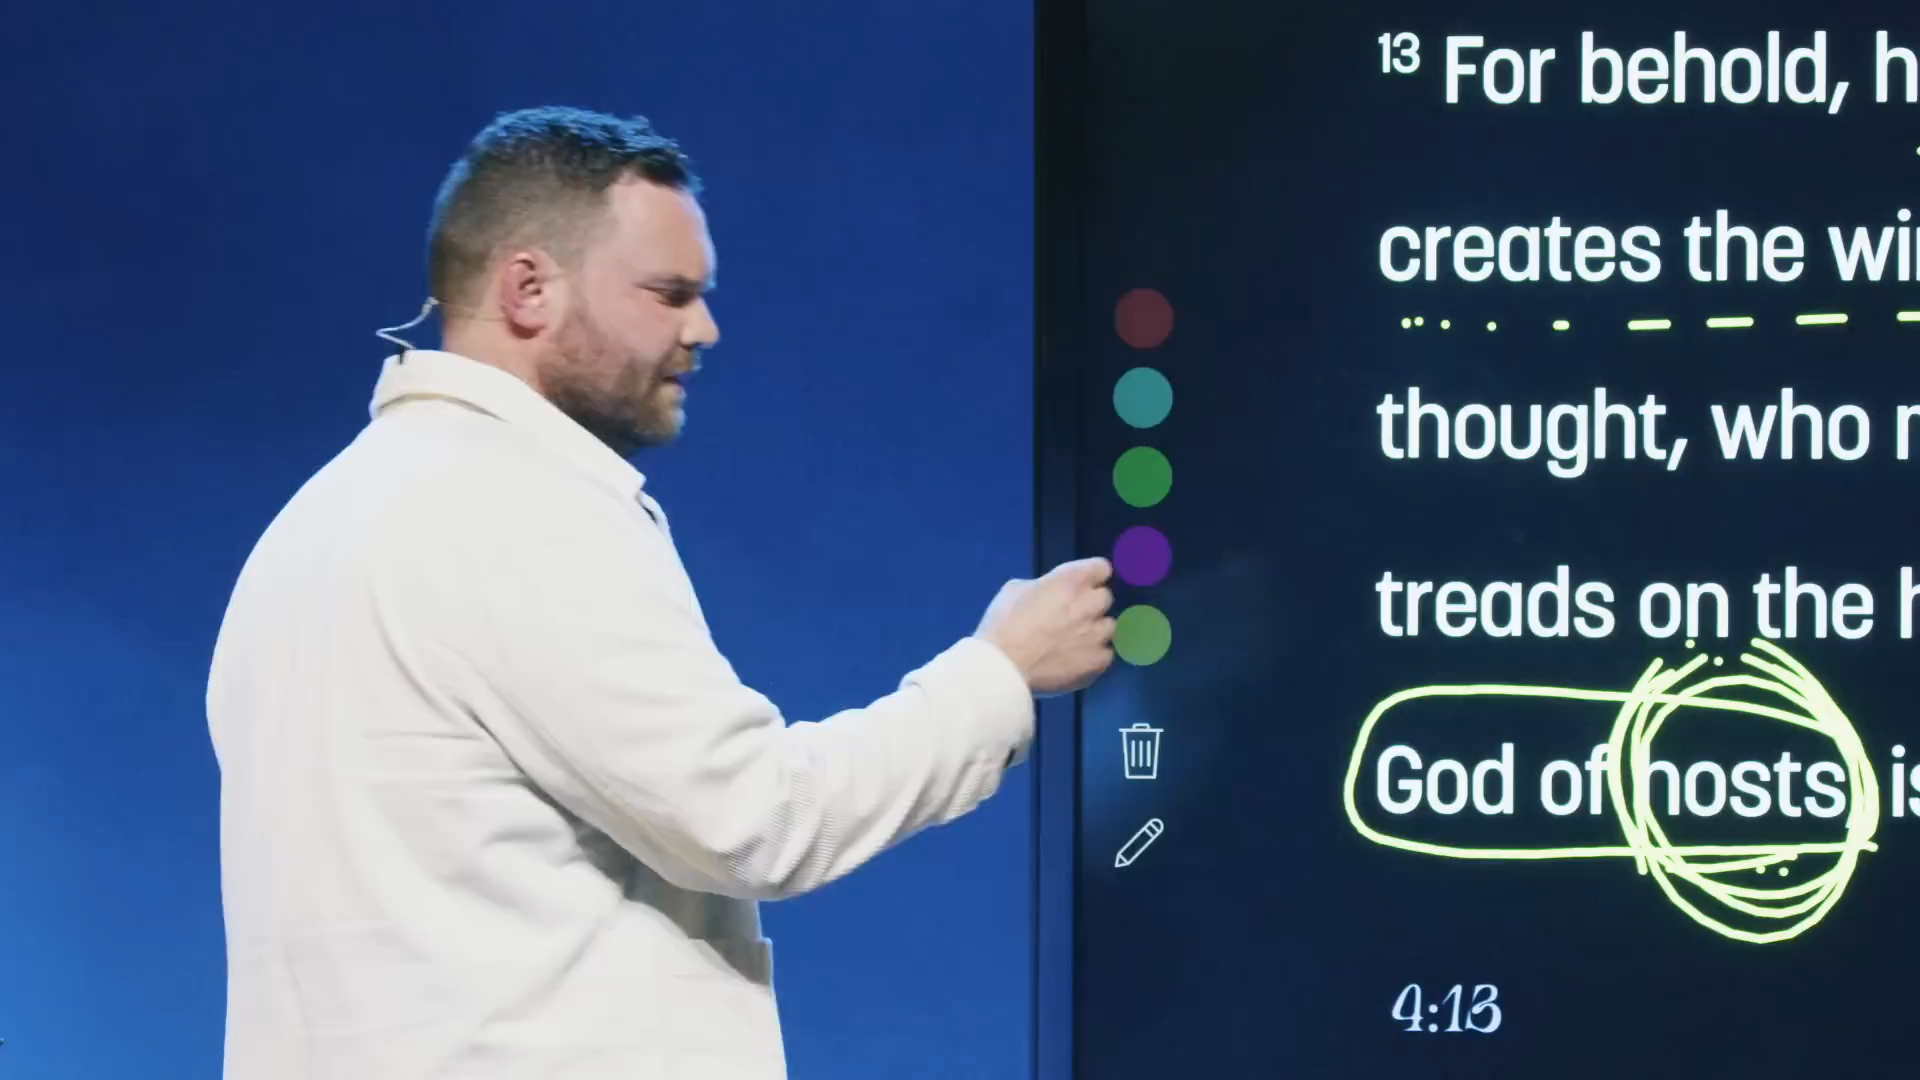 13 For behold, h
creates the wi
thought, who
treads on the h
God of hosts, is
4:13